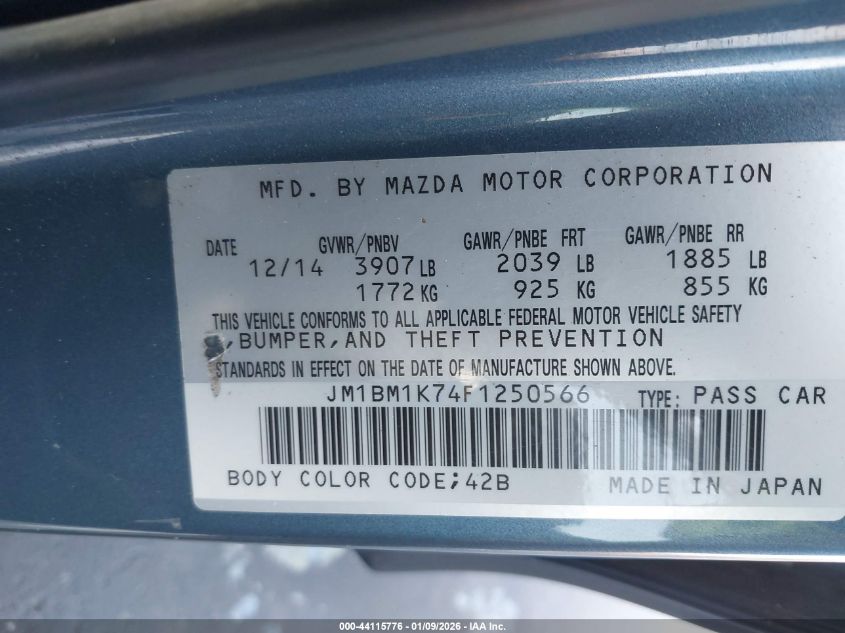 MFD. BY MAZDA MOTOR CORPORATION
DATE GVWR/PNBV GAWR/PNBE FRT GAWR/PNBE RR
12/14 3907 LB 2039 LB 1885 LB
1772 KG 925 KG 855 KG
THIS VEHICLE CONFORMS TO ALL APPLICABLE FEDERAL MOTOR VEHICLE SAFETY
,BUMPER,AND THEFT PREVENTION
STANDARDS IN EFFECT ON THE DATE OF MANUFACTURE SHOWN ABOVE.
JM1BM1K74F1250566 TYPE: PASS CAR
BODY COLOR CODE;42B MADE IN JAPAN
000-44115776 - 01/09/2026 - IAA Inc.